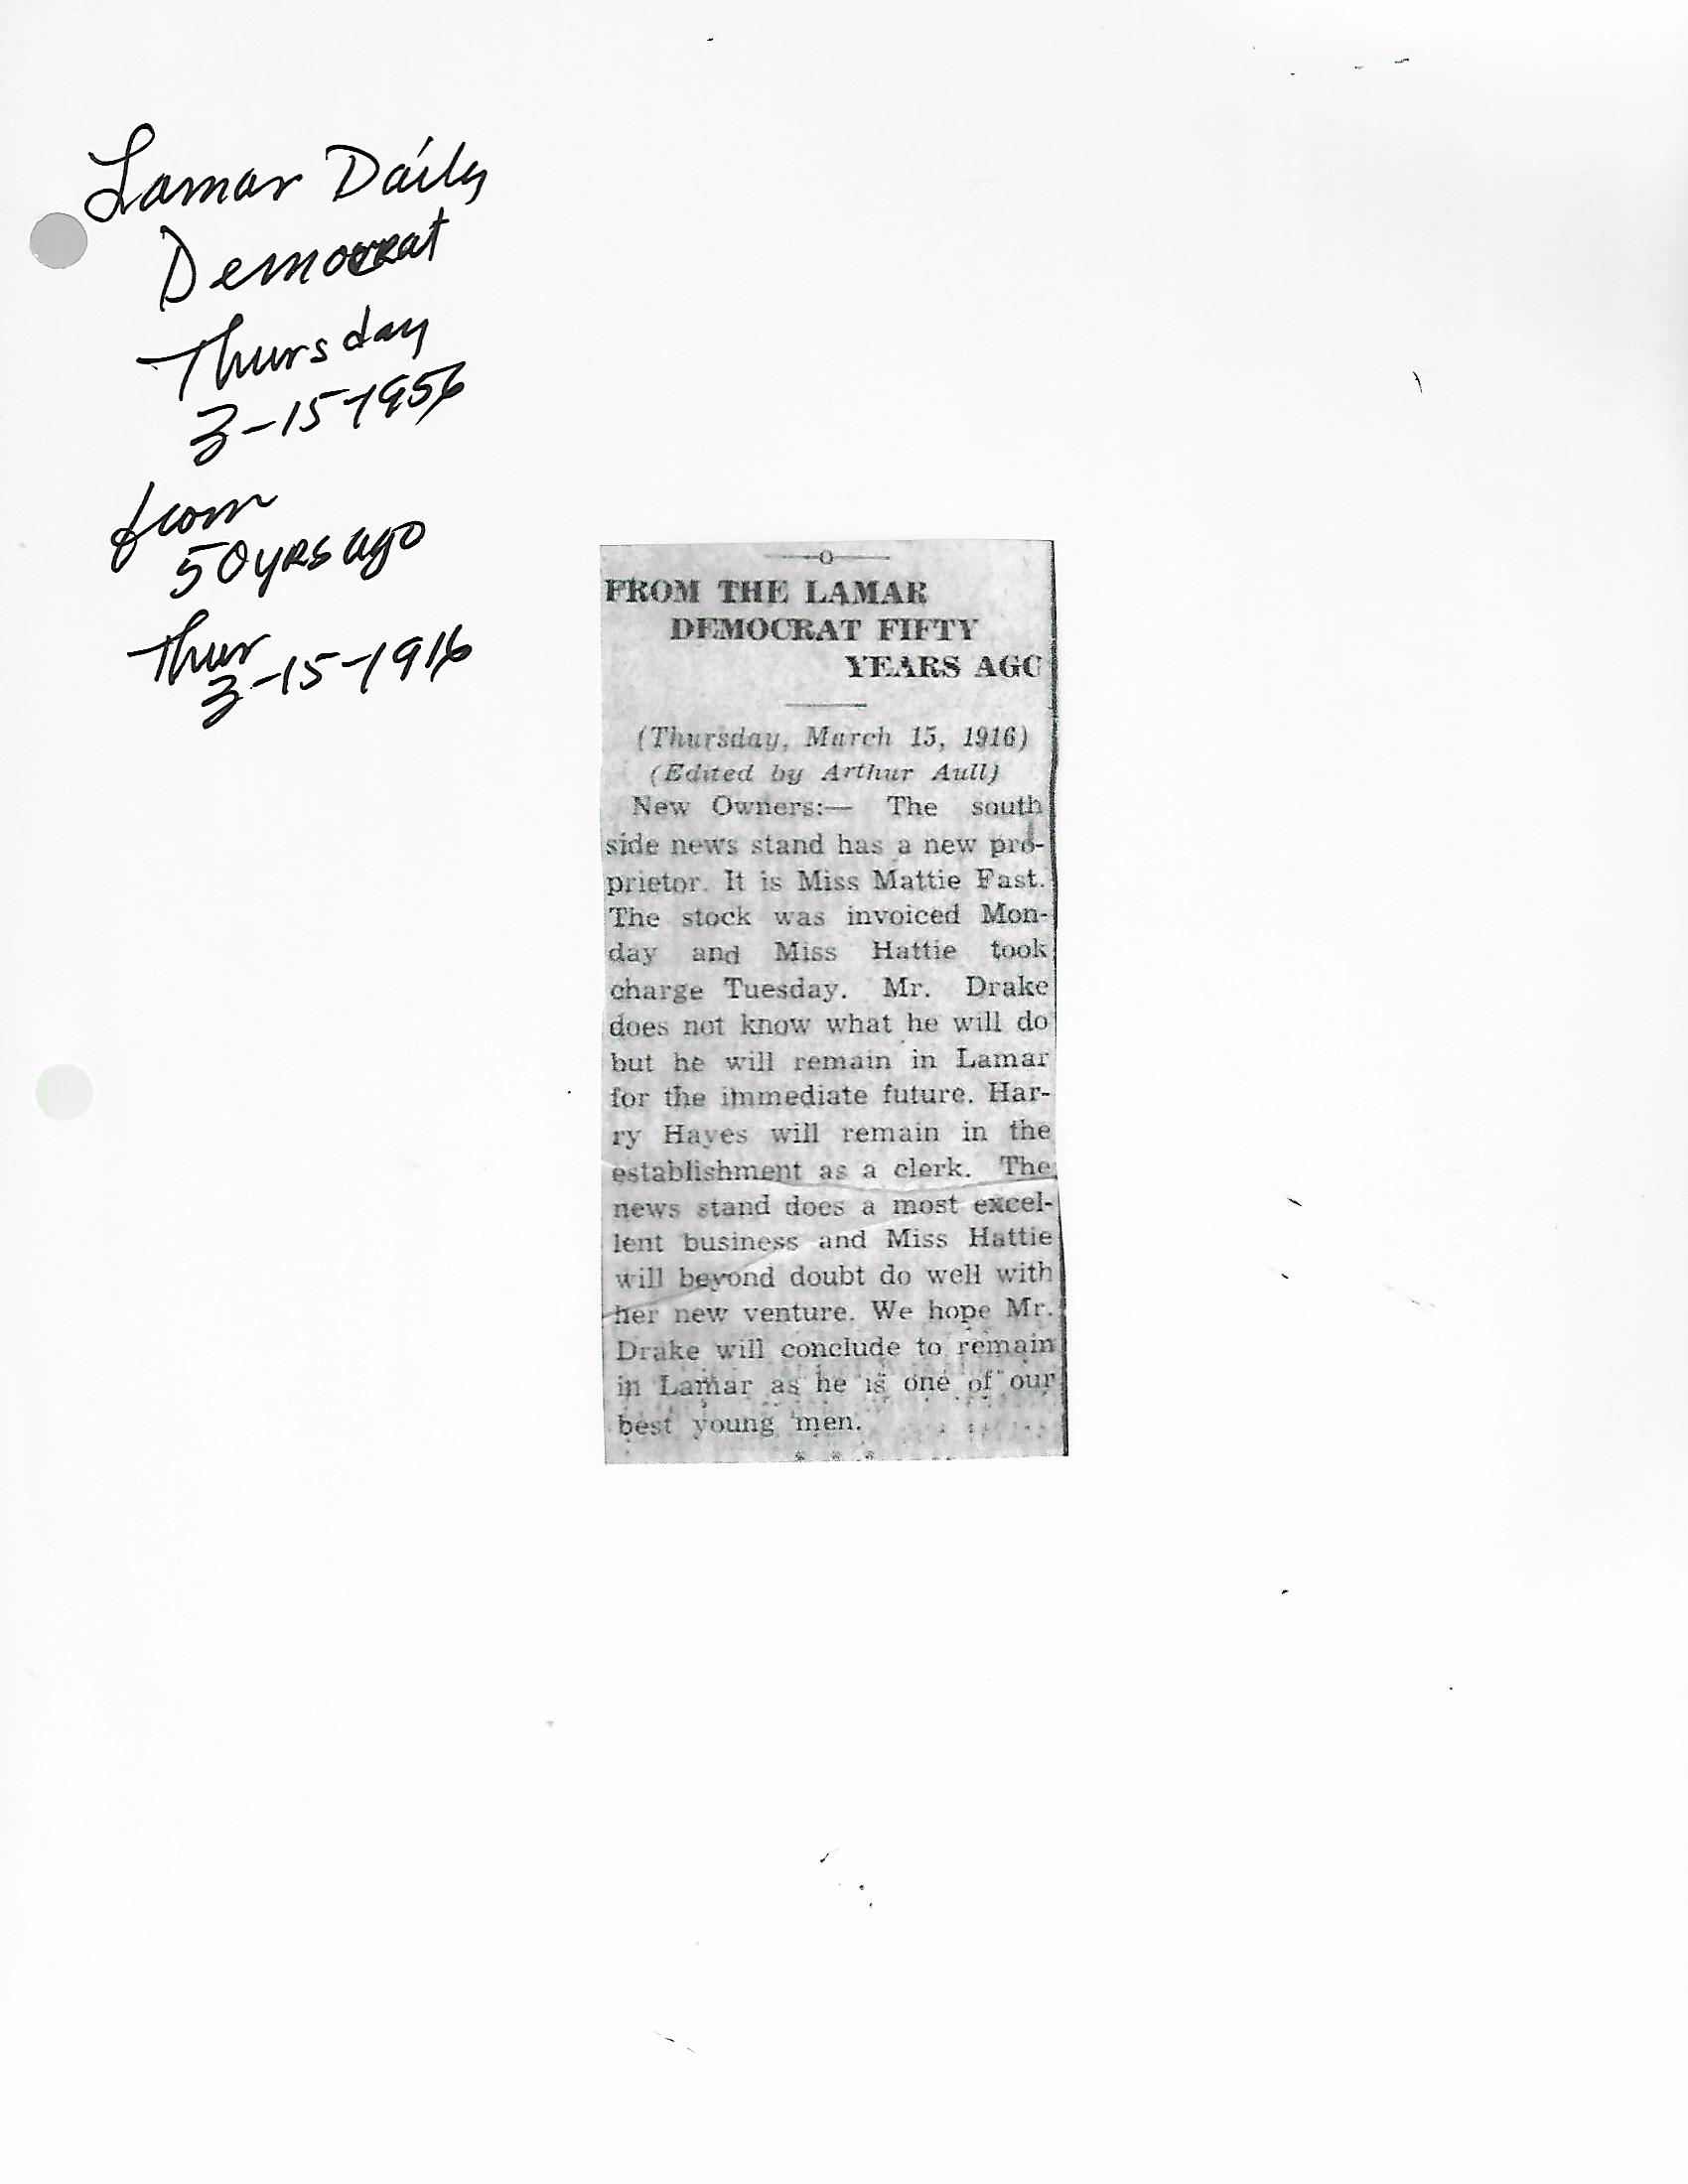 Lamar Daily
Democrat
Thursday
3-15-1956
from
50 yrs ago
Thur
3-15-1916
FROM THE LAMAR
DEMOCRAT FIFTY
YEARS AGO
(Thursday, March 15, 1916)
(Edited by Arthur Aull)
New Owners:— The south
side news stand has a new pro-
prietor. It is Miss Mattie Fast.
The stock was invoiced Mon-
day and Miss Hattie took
charge Tuesday. Mr. Drake
does not know what he will do
but he will remain in Lamar
for the immediate future. Har-
ry Hayes will remain in the
establishment as a clerk. The
news stand does a most excel-
lent business and Miss Hattie
will beyond doubt do well with
her new venture. We hope Mr.
Drake will conclude to remain
in Lamar as he is one of our
best young men.
* * *